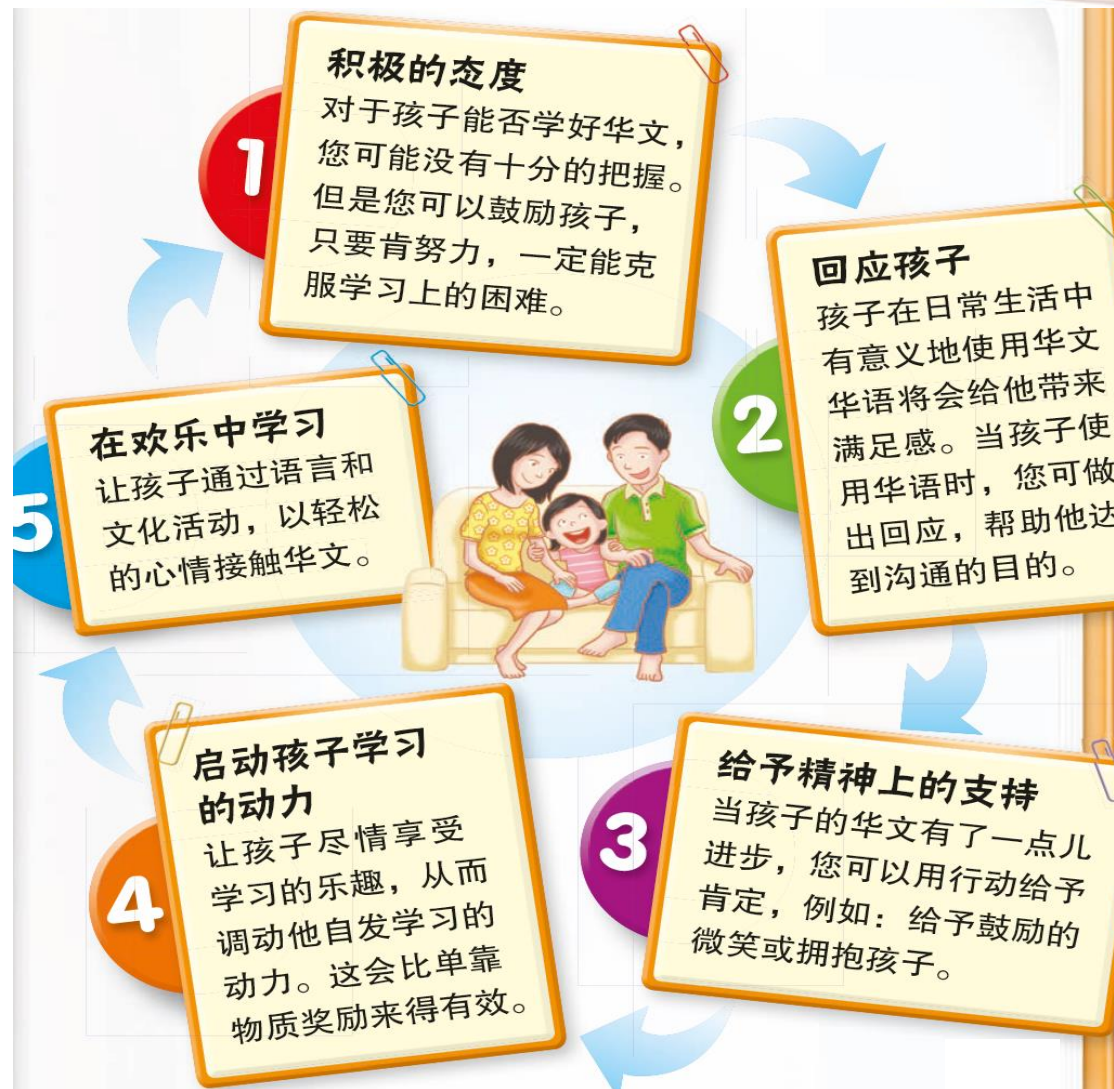 1
积极的态度
对于孩子能否学好华文，
您可能没有十分的把握。
但是您可以鼓励孩子，
只要肯努力，一定能克
服学习上的困难。
2
回应孩子
孩子在日常生活中
有意义地使用华文
华语将会给他带来
满足感。当孩子使
用华语时，您可做
出回应，帮助他达
到沟通的目的。
3
给予精神上的支持
当孩子的华文有了一点儿
进步，您可以用行动给予
肯定，例如：给予鼓励的
微笑或拥抱孩子。
4
启动孩子学习
的动力
让孩子尽情享受
学习的乐趣，从而
调动他自发学习的
动力。这会比单靠
物质奖励来得有效。
5
在欢乐中学习
让孩子通过语言和
文化活动，以轻松
的心情接触华文。